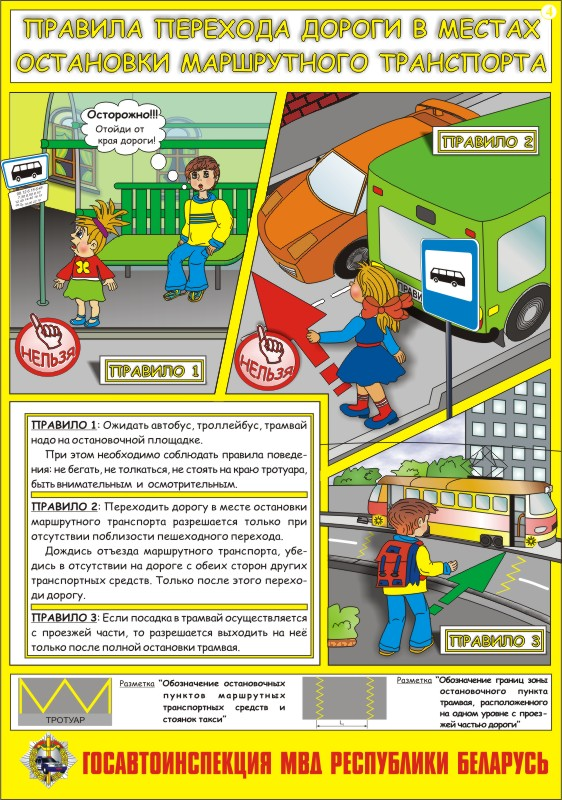 4
ПРАВИЛА ПЕРЕХОДА ДОРОГИ В МЕСТАХ
ОСТАНОВКИ МАРШРУТНОГО ТРАНСПОРТА
Осторожно!!!
Отойди от
края дороги!
НЕЛЬЗЯ
ПРАВИЛО 1
ПРАВИЛО 2
НЕЛЬЗЯ
ПРАВИЛО 1: Ожидать автобус, троллейбус, трамвай
надо на остановочной площадке.
При этом необходимо соблюдать правила поведе-
ния: не бегать, не толкаться, не стоять на краю тротуара,
быть внимательным и осмотрительным.
ПРАВИЛО 2: Переходить дорогу в месте остановки
маршрутного транспорта разрешается только при
отсутствии поблизости пешеходного перехода.
Дождись отъезда маршрутного транспорта, убе-
дись в отсутствии на дороге с обеих сторон других
транспортных средств. Только после этого перехо-
ди дорогу.
ПРАВИЛО 3: Если посадка в трамвай осуществляется
с проезжей части, то разрешается выходить на неё
только после полной остановки трамвая.
ПРАВИЛО 3
ТРОТУАР
Разметка "Обозначение остановочных
пунктов маршрутных
транспортных средств и
стоянок такси"
Разметка "Обозначение границ зоны
остановочного пункта
трамвая, расположенного
на одном уровне с проез-
жей частью дороги"
ГОСАВТОИНСПЕКЦИЯ МВД РЕСПУБЛИКИ БЕЛАРУСЬ